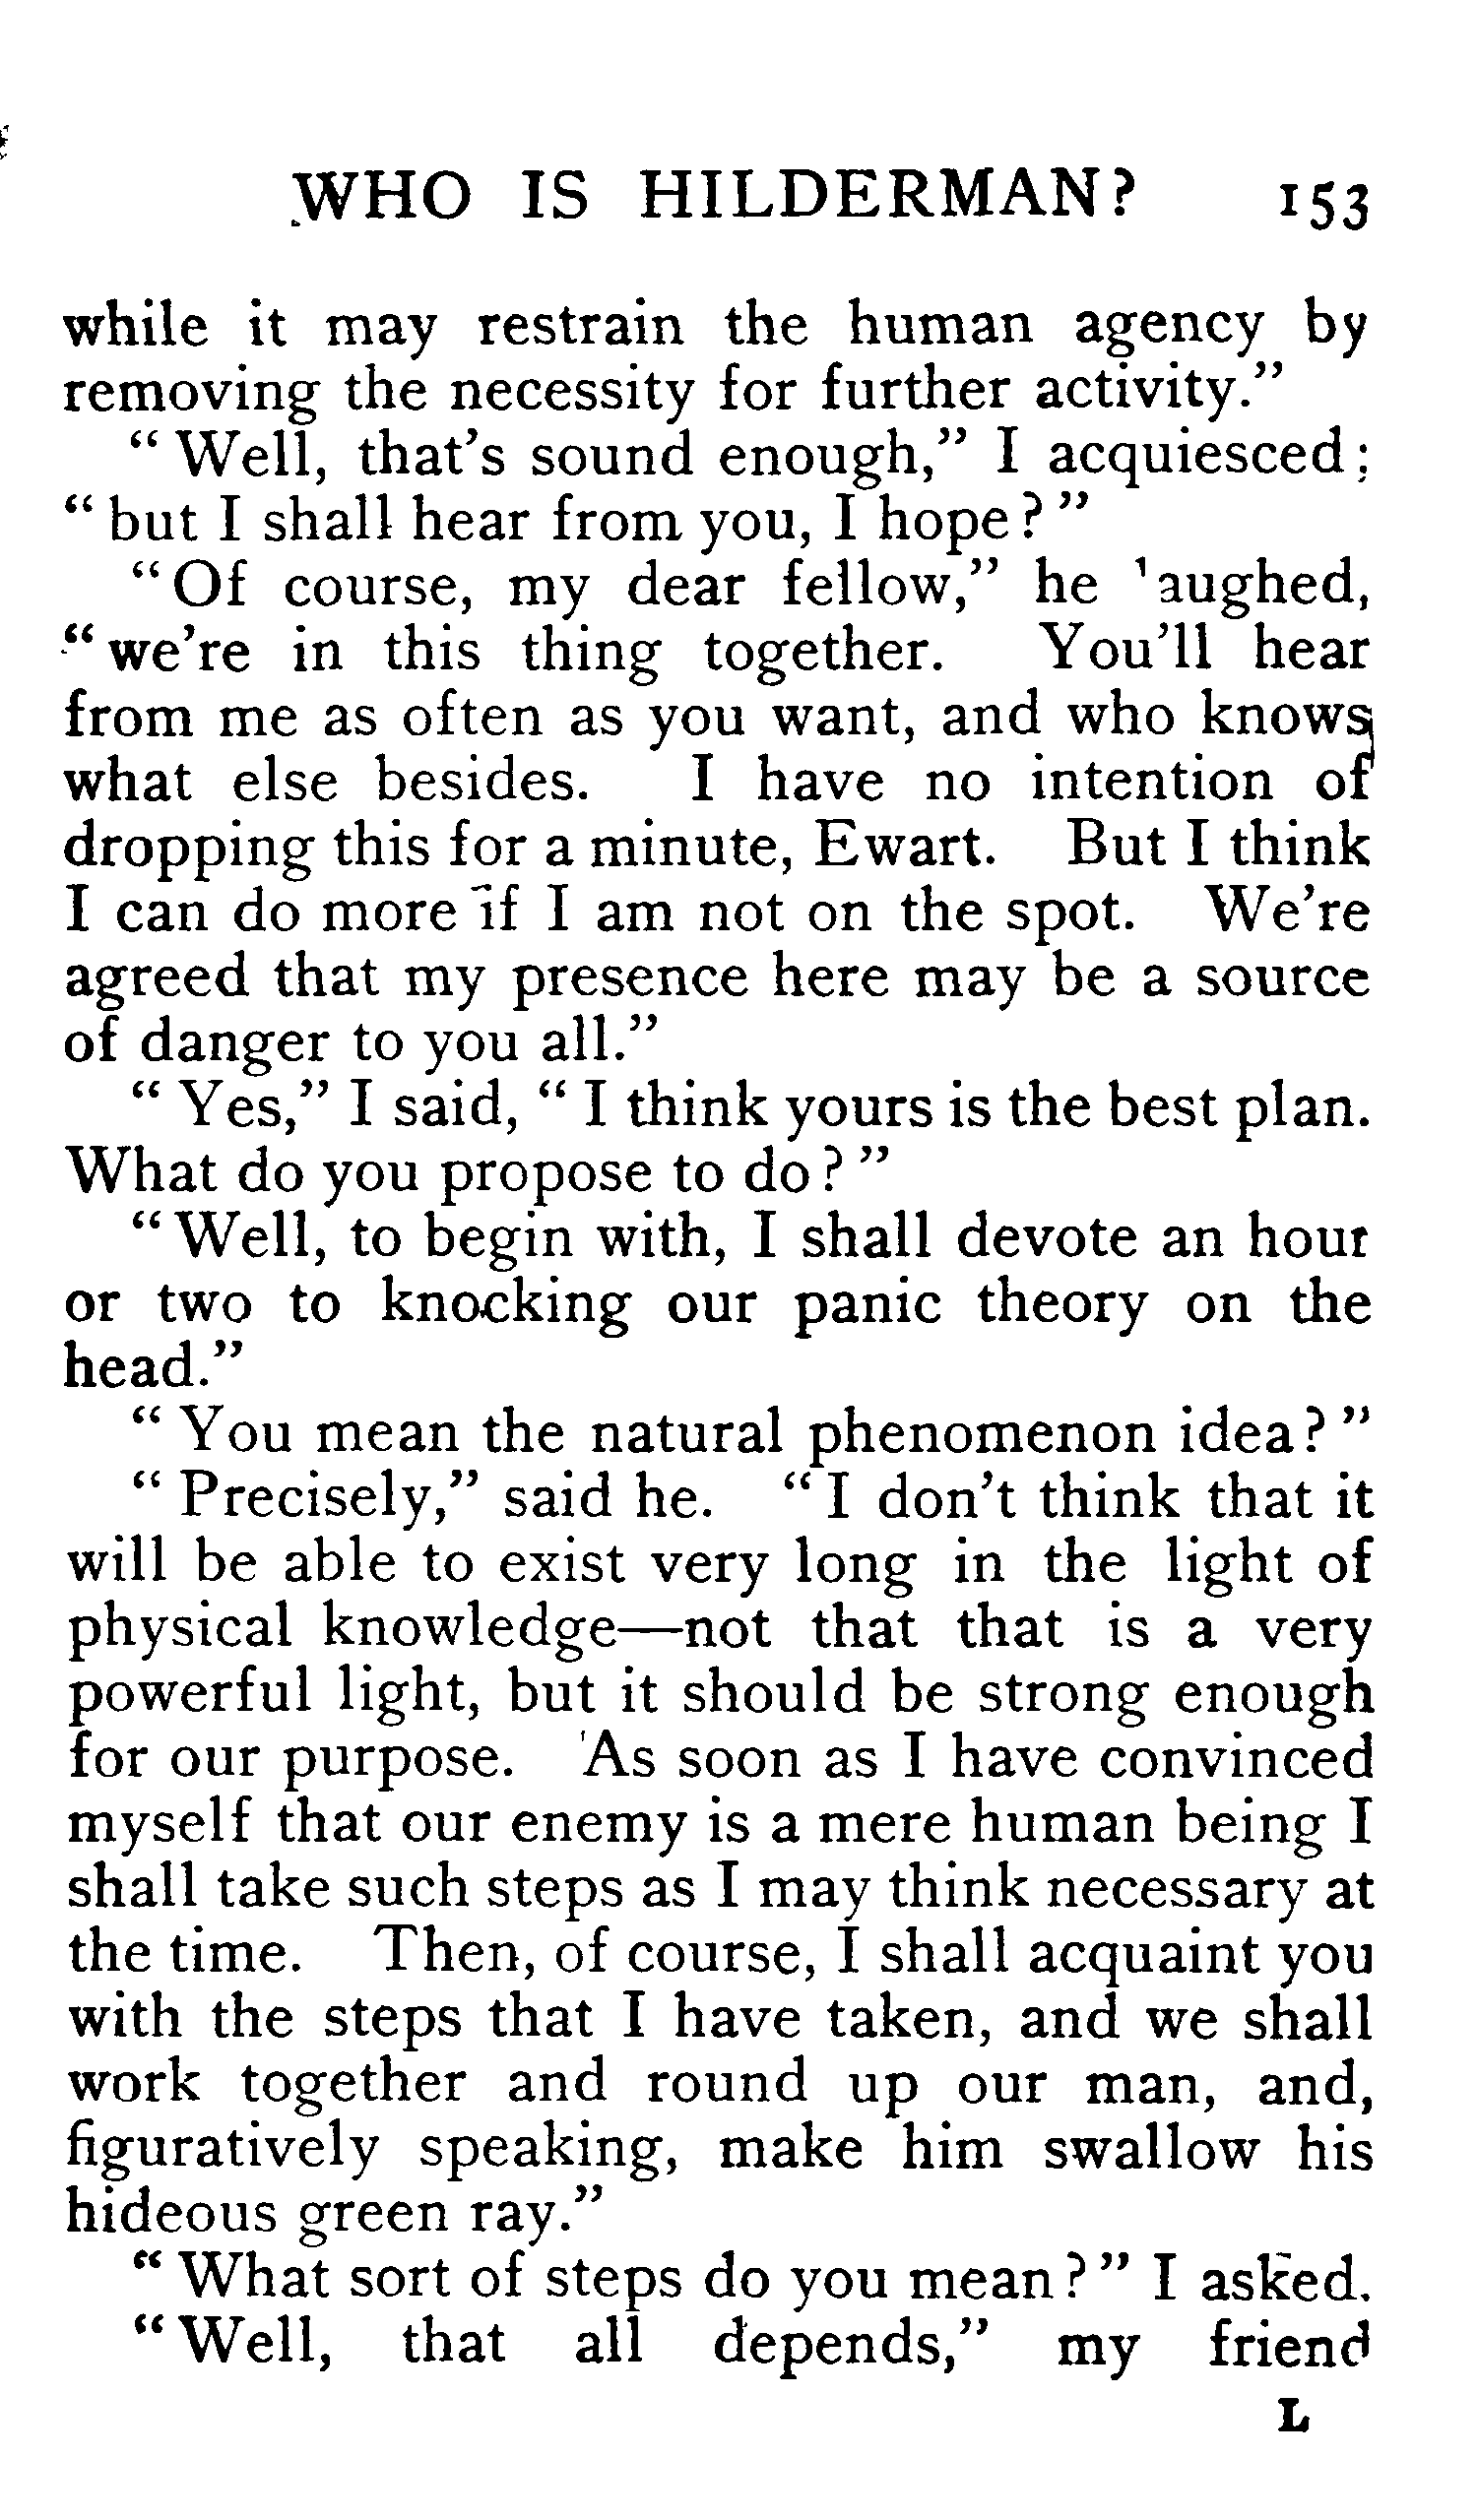 WHO IS HILDERMAN? 153
while it may restrain the human agency by
removing the necessity for further activity.”
“ Well, that’s sound enough,” I acquiesced;
“ but I shall hear from you, I hope ? ”
“ Of course, my dear fellow,” he laughed,
“ we’re in this thing together. You’ll hear
from me as often as you want, and who knows
what else besides. I have no intention of
dropping this for a minute, Ewart. But I think
I can do more if I am not on the spot. We’re
agreed that my presence here may be a source
of danger to you all.”
“ Yes,” I said, “ I think yours is the best plan.
What do you propose to do ? ”
“ Well, to begin with, I shall devote an hour
or two to knocking our panic theory on the
head.”
“ You mean the natural phenomenon idea ? ”
“ Precisely,” said he. “ I don’t think that it
will be able to exist very long in the light of
physical knowledge—not that that is a very
powerful light, but it should be strong enough
for our purpose. As soon as I have convinced
myself that our enemy is a mere human being I
shall take such steps as I may think necessary at
the time. Then, of course, I shall acquaint you
with the steps that I have taken, and we shall
work together and round up our man, and,
figuratively speaking, make him swallow his
hideous green ray.”
“ What sort of steps do you mean ? ” I asked.
“ Well, that all depends,” my friend
L